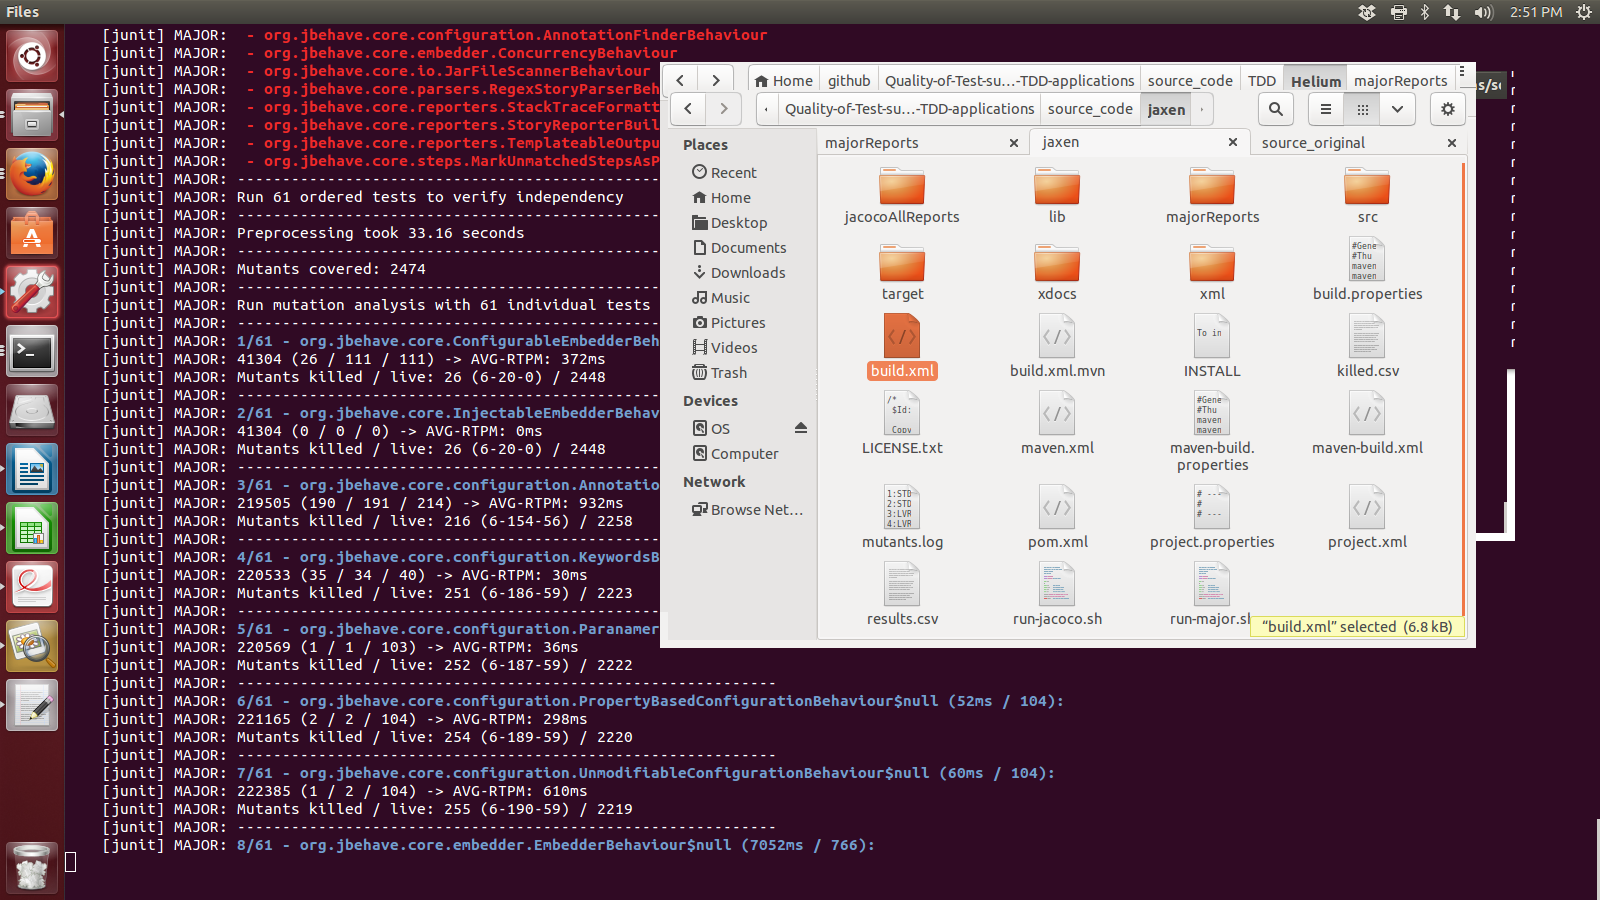 Files
2:51 PM
[junit] MAJOR:  - org.jbehave.core.configuration.AnnotationFinderBehaviour
[junit] MAJOR:  - org.jbehave.core.embedder.ConcurrencyBehaviour
[junit] MAJOR:  - org.jbehave.core.io.JarFileScannerBehaviour
[junit] MAJOR:  - org.jbehave.core.parsers.RegexStoryParserBeh
[junit] MAJOR:  - org.jbehave.core.reporters.StackTraceFormatt
[junit] MAJOR:  - org.jbehave.core.reporters.StoryReporterBuil
[junit] MAJOR:  - org.jbehave.core.reporters.TemplateableOutpu
[junit] MAJOR:  - org.jbehave.core.steps.MarkUnmatchedStepsAsP
[junit] MAJOR: -----------------------------------------------
[junit] MAJOR: Run 61 ordered tests to verify independency
[junit] MAJOR: -----------------------------------------------
[junit] MAJOR: Preprocessing took 33.16 seconds
[junit] MAJOR: -----------------------------------------------
[junit] MAJOR: Mutants covered: 2474
[junit] MAJOR: -----------------------------------------------
[junit] MAJOR: Run mutation analysis with 61 individual tests
[junit] MAJOR: -----------------------------------------------
[junit] MAJOR: 1/61 - org.jbehave.core.ConfigurableEmbedderBeh
[junit] MAJOR: 41304 (26 / 111 / 111) -> AVG-RTPM: 372ms
[junit] MAJOR: Mutants killed / live: 26 (6-20-0) / 2448
[junit] MAJOR: -----------------------------------------------
[junit] MAJOR: 2/61 - org.jbehave.core.InjectableEmbedderBehav
[junit] MAJOR: 41304 (0 / 0 / 0) -> AVG-RTPM: 0ms
[junit] MAJOR: Mutants killed / live: 26 (6-20-0) / 2448
[junit] MAJOR: -----------------------------------------------
[junit] MAJOR: 3/61 - org.jbehave.core.configuration.Annotatio
[junit] MAJOR: 219505 (190 / 191 / 214) -> AVG-RTPM: 932ms
[junit] MAJOR: Mutants killed / live: 216 (6-154-56) / 2258
[junit] MAJOR: -----------------------------------------------
[junit] MAJOR: 4/61 - org.jbehave.core.configuration.KeywordsB
[junit] MAJOR: 220533 (35 / 34 / 40) -> AVG-RTPM: 30ms
[junit] MAJOR: Mutants killed / live: 251 (6-186-59) / 2223
[junit] MAJOR: -----------------------------------------------
[junit] MAJOR: 5/61 - org.jbehave.core.configuration.Paranamer
[junit] MAJOR: 220569 (1 / 1 / 103) -> AVG-RTPM: 36ms
[junit] MAJOR: Mutants killed / live: 252 (6-187-59) / 2222
[junit] MAJOR: ------------------------------------------------------------
[junit] MAJOR: 6/61 - org.jbehave.core.configuration.PropertyBasedConfigurationBehaviour$null (52ms / 104):
[junit] MAJOR: 221165 (2 / 2 / 104) -> AVG-RTPM: 298ms
[junit] MAJOR: Mutants killed / live: 254 (6-189-59) / 2220
[junit] MAJOR: ------------------------------------------------------------
[junit] MAJOR: 7/61 - org.jbehave.core.configuration.UnmodifiableConfigurationBehaviour$null (60ms / 104):
[junit] MAJOR: 222385 (1 / 2 / 104) -> AVG-RTPM: 610ms
[junit] MAJOR: Mutants killed / live: 255 (6-190-59) / 2219
[junit] MAJOR: ------------------------------------------------------------
[junit] MAJOR: 8/61 - org.jbehave.core.embedder.EmbedderBehaviour$null (7052ms / 766):
Home github Quality-of-Test-su...-TDD-applications source_code TDD Helium majorReports
Quality-of-Test-su...-TDD-applications source_code jaxen
Places
Recent
Home
Desktop
Documents
Downloads
Music
Pictures
Videos
Trash
Devices
OS
Computer
Network
Browse Net...
majorReports jaxen source_original
jacocoAllReports lib majorReports src
#Gene
#Thu
maven
maven
target xdocs xml build.properties
To in
build.xml build.xml.mvn INSTALL killed.csv
/*
$Id:
Copy
#Gene
#Thu
maven
maven
LICENSE.txt maven.xml maven-build.properties maven-build.xml
1:STD
2:STD
3:LVR
4:LVR
# ---
#
# ---
mutants.log pom.xml project.properties project.xml
results.csv run-jacoco.sh run-major.sh
“build.xml” selected (6.8 kB)